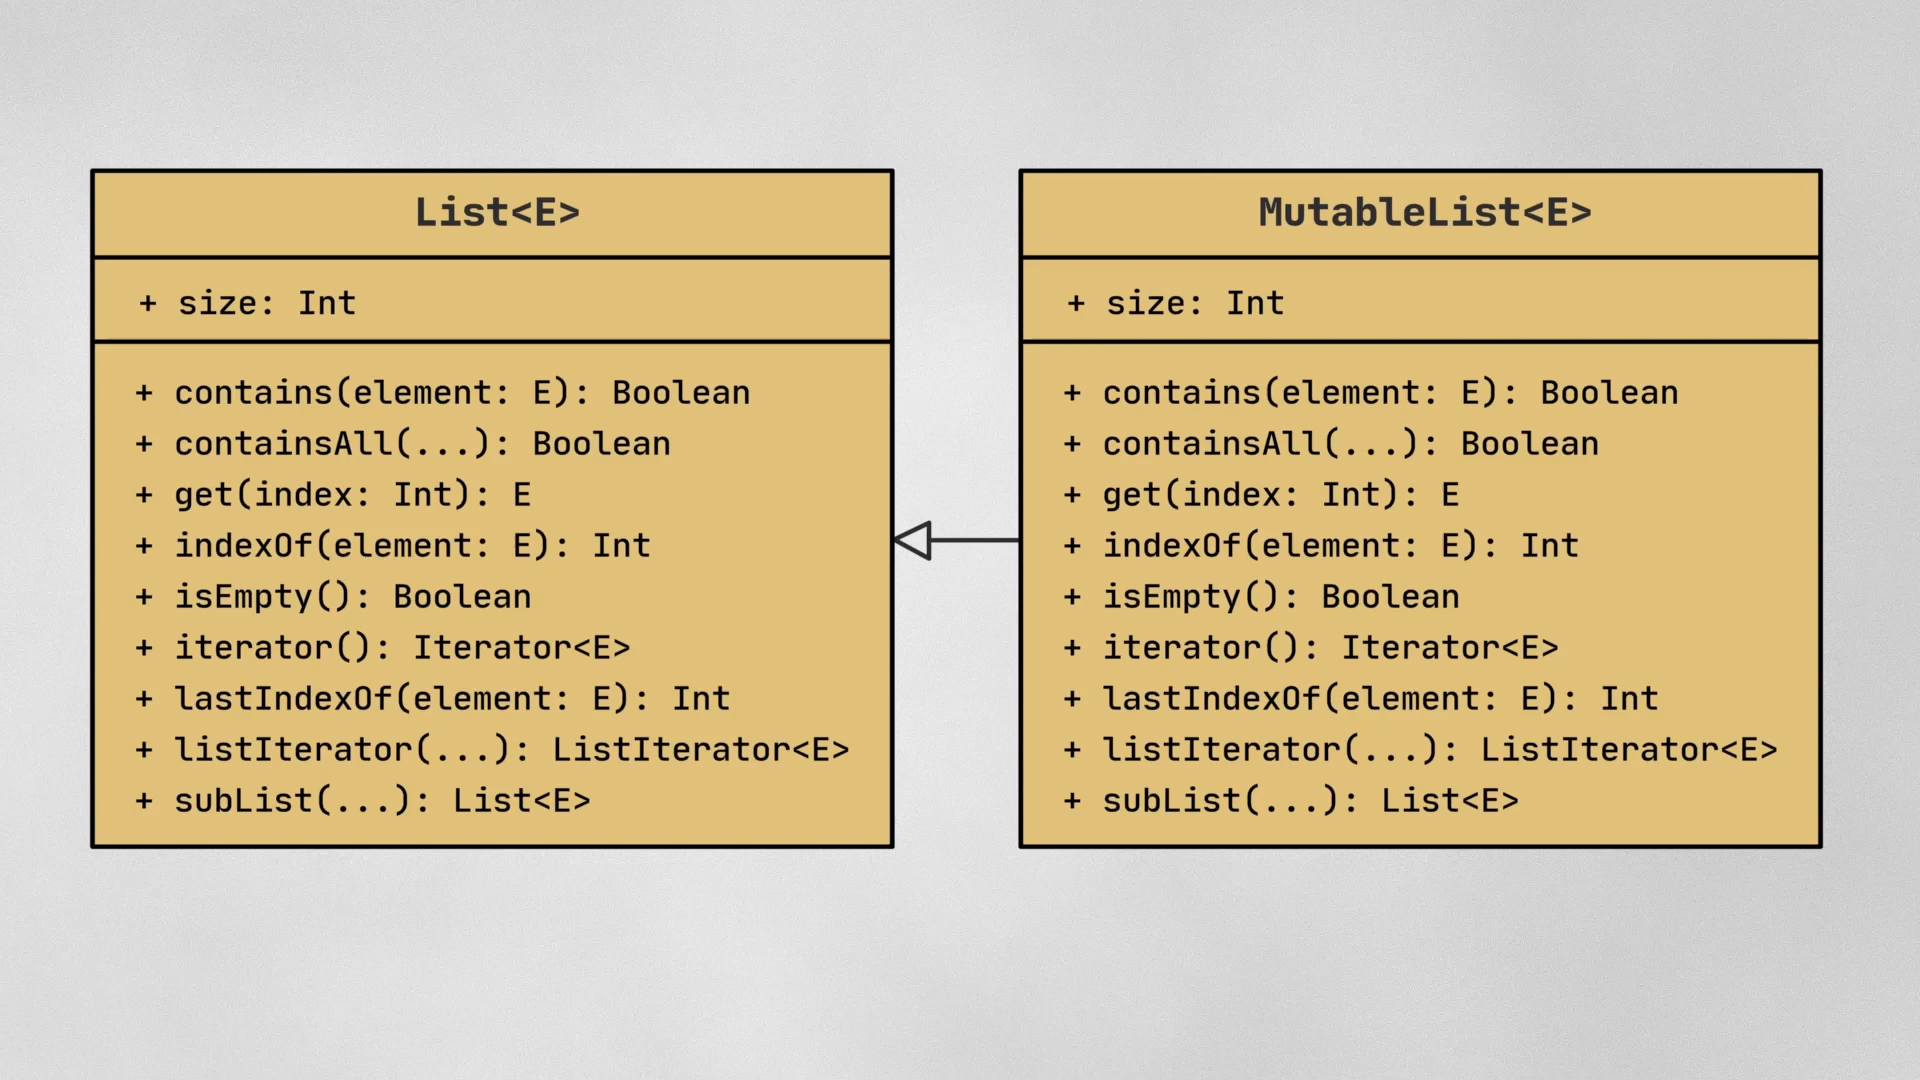 List<E>
+ size: Int
+ contains(element: E): Boolean
+ containsAll(...): Boolean
+ get(index: Int): E
+ indexOf(element: E): Int
+ isEmpty(): Boolean
+ iterator(): Iterator<E>
+ lastIndexOf(element: E): Int
+ listIterator(...): ListIterator<E>
+ subList(...): List<E>
MutableList<E>
+ size: Int
+ contains(element: E): Boolean
+ containsAll(...): Boolean
+ get(index: Int): E
+ indexOf(element: E): Int
+ isEmpty(): Boolean
+ iterator(): Iterator<E>
+ lastIndexOf(element: E): Int
+ listIterator(...): ListIterator<E>
+ subList(...): List<E>